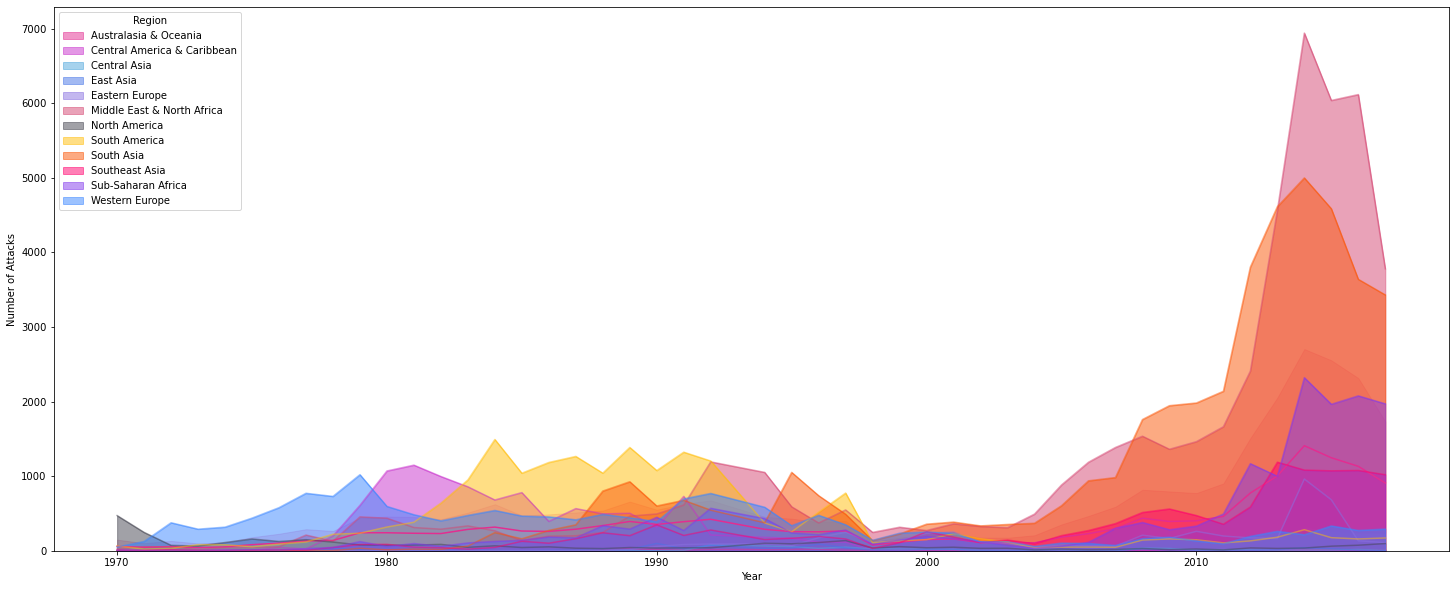 Region
Australasia & Oceania
Central America & Caribbean
Central Asia
East Asia
Eastern Europe
Middle East & North Africa
North America
South America
South Asia
Southeast Asia
Sub-Saharan Africa
Western Europe
7000
6000
5000
4000
3000
2000
1000
0
Number of Attacks
1970
1980
1990
2000
2010
Year